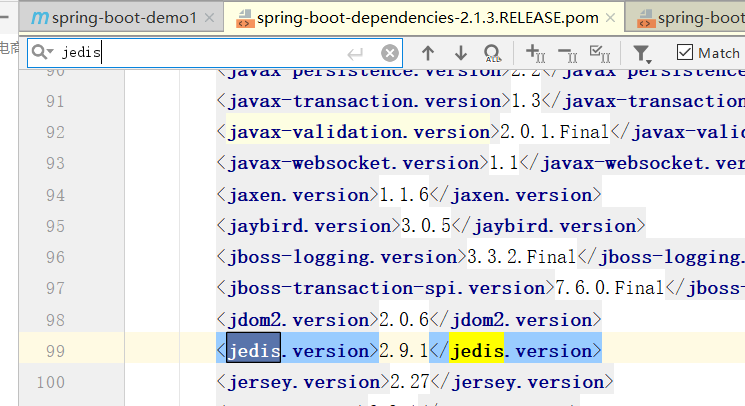 spring-boot-demo1 × spring-boot-dependencies-2.1.3.RELEASE.pom × spring-boot
电商
jedis Match
90 <javax-persistence.version>2.2</javax-persistence
91 <javax-transaction.version>1.3</javax-transaction
92 <javax-validation.version>2.0.1.Final</javax-valid
93 <javax-websocket.version>1.1</javax-websocket.ver
94 <jaxen.version>1.1.6</jaxen.version>
95 <jaybird.version>3.0.5</jaybird.version>
96 <jboss-logging.version>3.3.2.Final</jboss-logging.
97 <jboss-transaction-spi.version>7.6.0.Final</jboss-
98 <jdom2.version>2.0.6</jdom2.version>
99 <jedis.version>2.9.1</jedis.version>
100 <jersey.version>2.27</jersey.version>